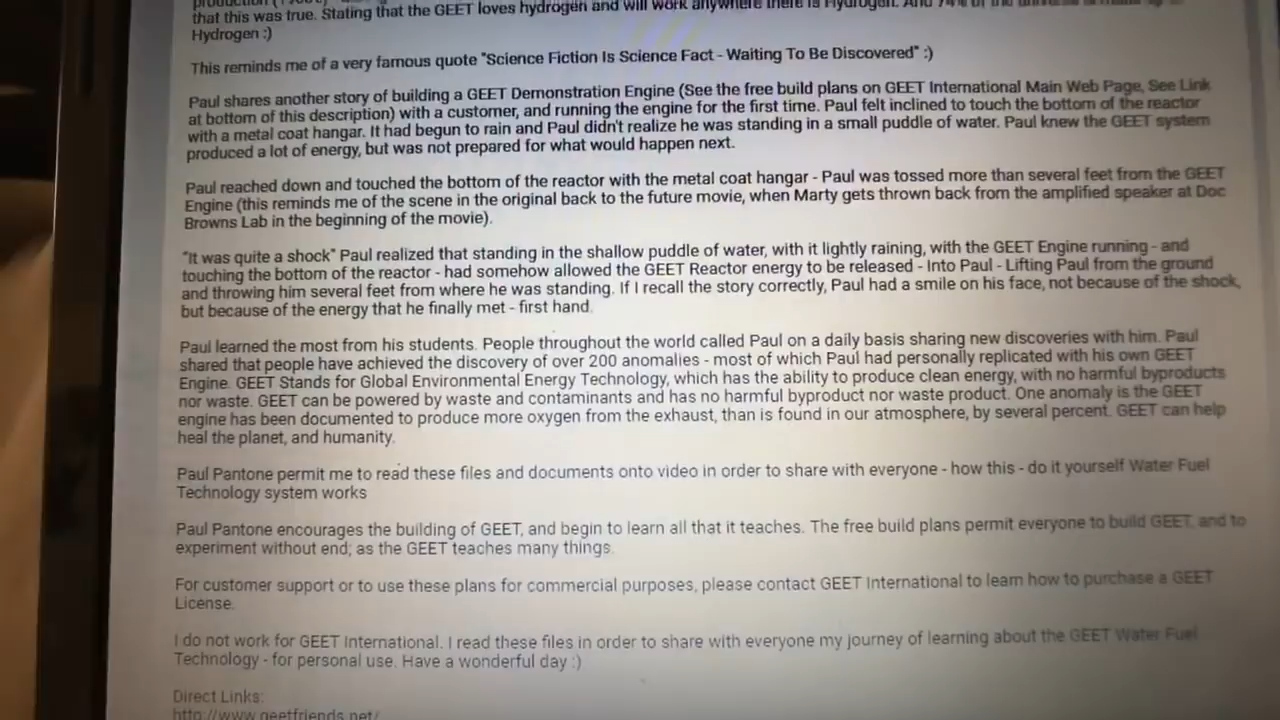 that this was true. Stating that the GEET loves hydrogen and will work anywhere there is Hydrogen. And
Hydrogen :)
This reminds me of a very famous quote "Science Fiction Is Science Fact - Waiting To Be Discovered" :)
Paul shares another story of building a GEET Demonstration Engine (See the free build plans on GEET International Main Web Page, See Link
at bottom of this description) with a customer, and running the engine for the first time. Paul felt inclined to touch the bottom of the reactor
with a metal coat hangar. It had begun to rain and Paul didn't realize he was standing in a small puddle of water. Paul knew the GEET system
produced a lot of energy, but was not prepared for what would happen next.
Paul reached down and touched the bottom of the reactor with the metal coat hangar - Paul was tossed more than several feet from the GEET
Engine (this reminds me of the scene in the original back to the future movie, when Marty gets thrown back from the amplified speaker at Doc
Browns Lab in the beginning of the movie).
"It was quite a shock" Paul realized that standing in the shallow puddle of water, with it lightly raining, with the GEET Engine running - and
touching the bottom of the reactor - had somehow allowed the GEET Reactor energy to be released - Into Paul - Lifting Paul from the ground
and throwing him several feet from where he was standing. If I recall the story correctly, Paul had a smile on his face, not because of the shock,
but because of the energy that he finally met - first hand.
Paul learned the most from his students. People throughout the world called Paul on a daily basis sharing new discoveries with him. Paul
shared that people have achieved the discovery of over 200 anomalies - most of which Paul had personally replicated with his own GEET
Engine. GEET Stands for Global Environmental Energy Technology, which has the ability to produce clean energy, with no harmful byproducts
nor waste. GEET can be powered by waste and contaminants and has no harmful byproduct nor waste product. One anomaly is the GEET
engine has been documented to produce more oxygen from the exhaust, than is found in our atmosphere, by several percent. GEET can help
heal the planet, and humanity.
Paul Pantone permit me to read these files and documents onto video in order to share with everyone - how this - do it yourself Water Fuel
Technology system works
Paul Pantone encourages the building of GEET, and begin to learn all that it teaches. The free build plans permit everyone to build GEET, and to
experiment without end; as the GEET teaches many things.
For customer support or to use these plans for commercial purposes, please contact GEET International to learn how to purchase a GEET
License.
I do not work for GEET International. I read these files in order to share with everyone my journey of learning about the GEET Water Fuel
Technology - for personal use. Have a wonderful day :)
Direct Links:
http://www.geetfriends.net/